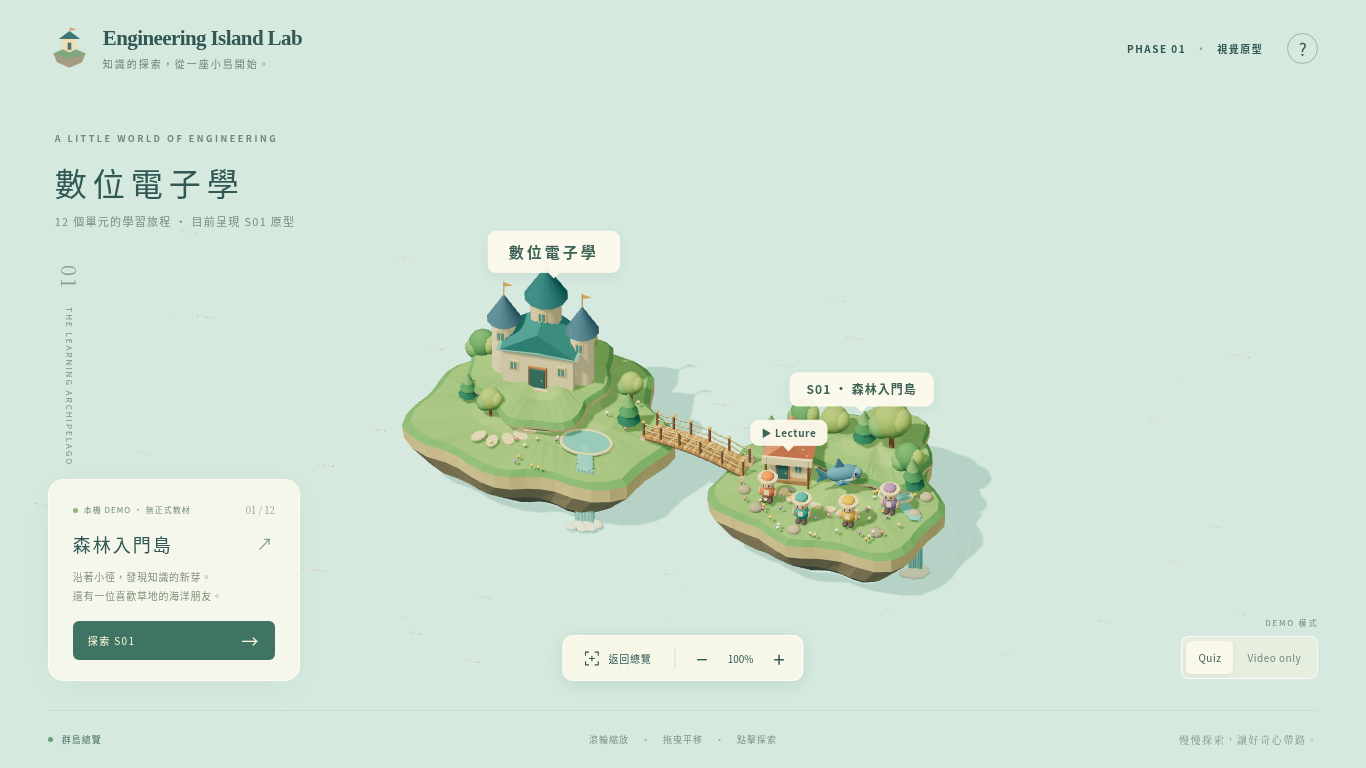 Engineering Island Lab
知識的探索，從一座小島開始。
PHASE 01 • 視覺原型
?
A LITTLE WORLD OF ENGINEERING
數位電子學
12 個單元的學習旅程 · 目前呈現 S01 原型
01
THE LEARNING ARCHIPELAGO
數位電子學
S01 · 森林入門島
▶ Lecture
本機 DEMO · 無正式教材
01 / 12
森林入門島 ↗
沿著小徑，發現知識的新芽。
還有一位喜歡草地的海洋朋友。
探索 S01 →
返回總覽
− 100% +
DEMO 模式
Quiz
Video only
群島總覽
滾輪縮放 • 拖曳平移 • 點擊探索
慢慢探索，讓好奇心帶路。